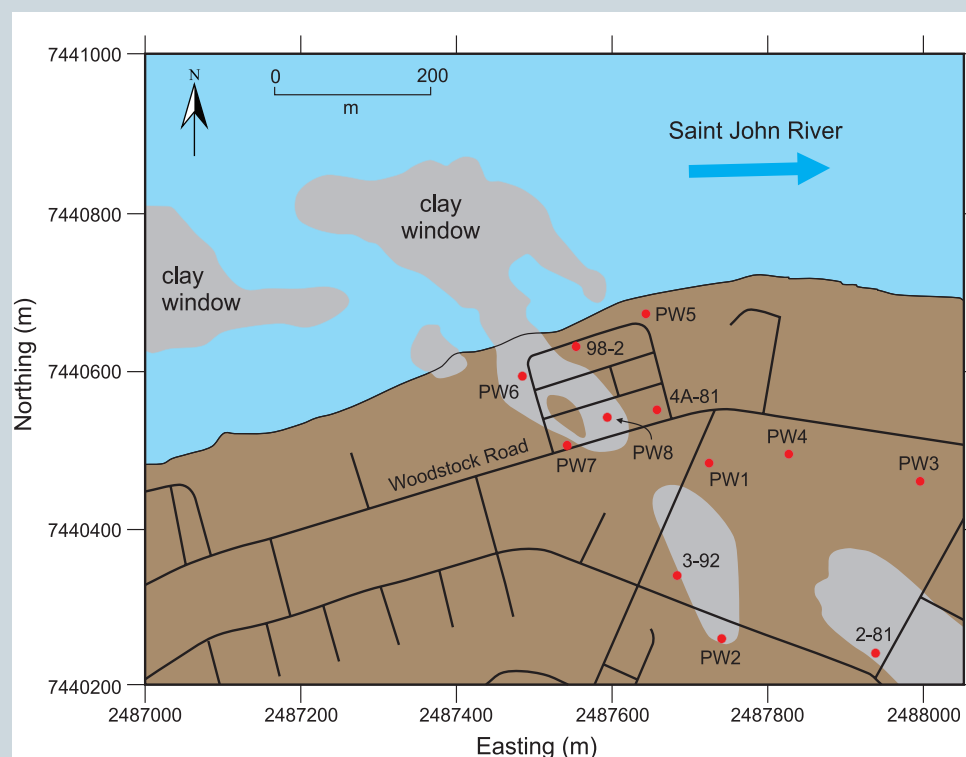 7441000
7440800
7440600
7440400
7440200
Northing (m)
N
0 200
m
Saint John River
clay
window
clay
window
PW5
98-2
PW6
4A-81
PW8
PW7
Woodstock Road
PW4
PW1
PW3
3-92
PW2
2-81
2487000 2487200 2487400 2487600 2487800 2488000
Easting (m)